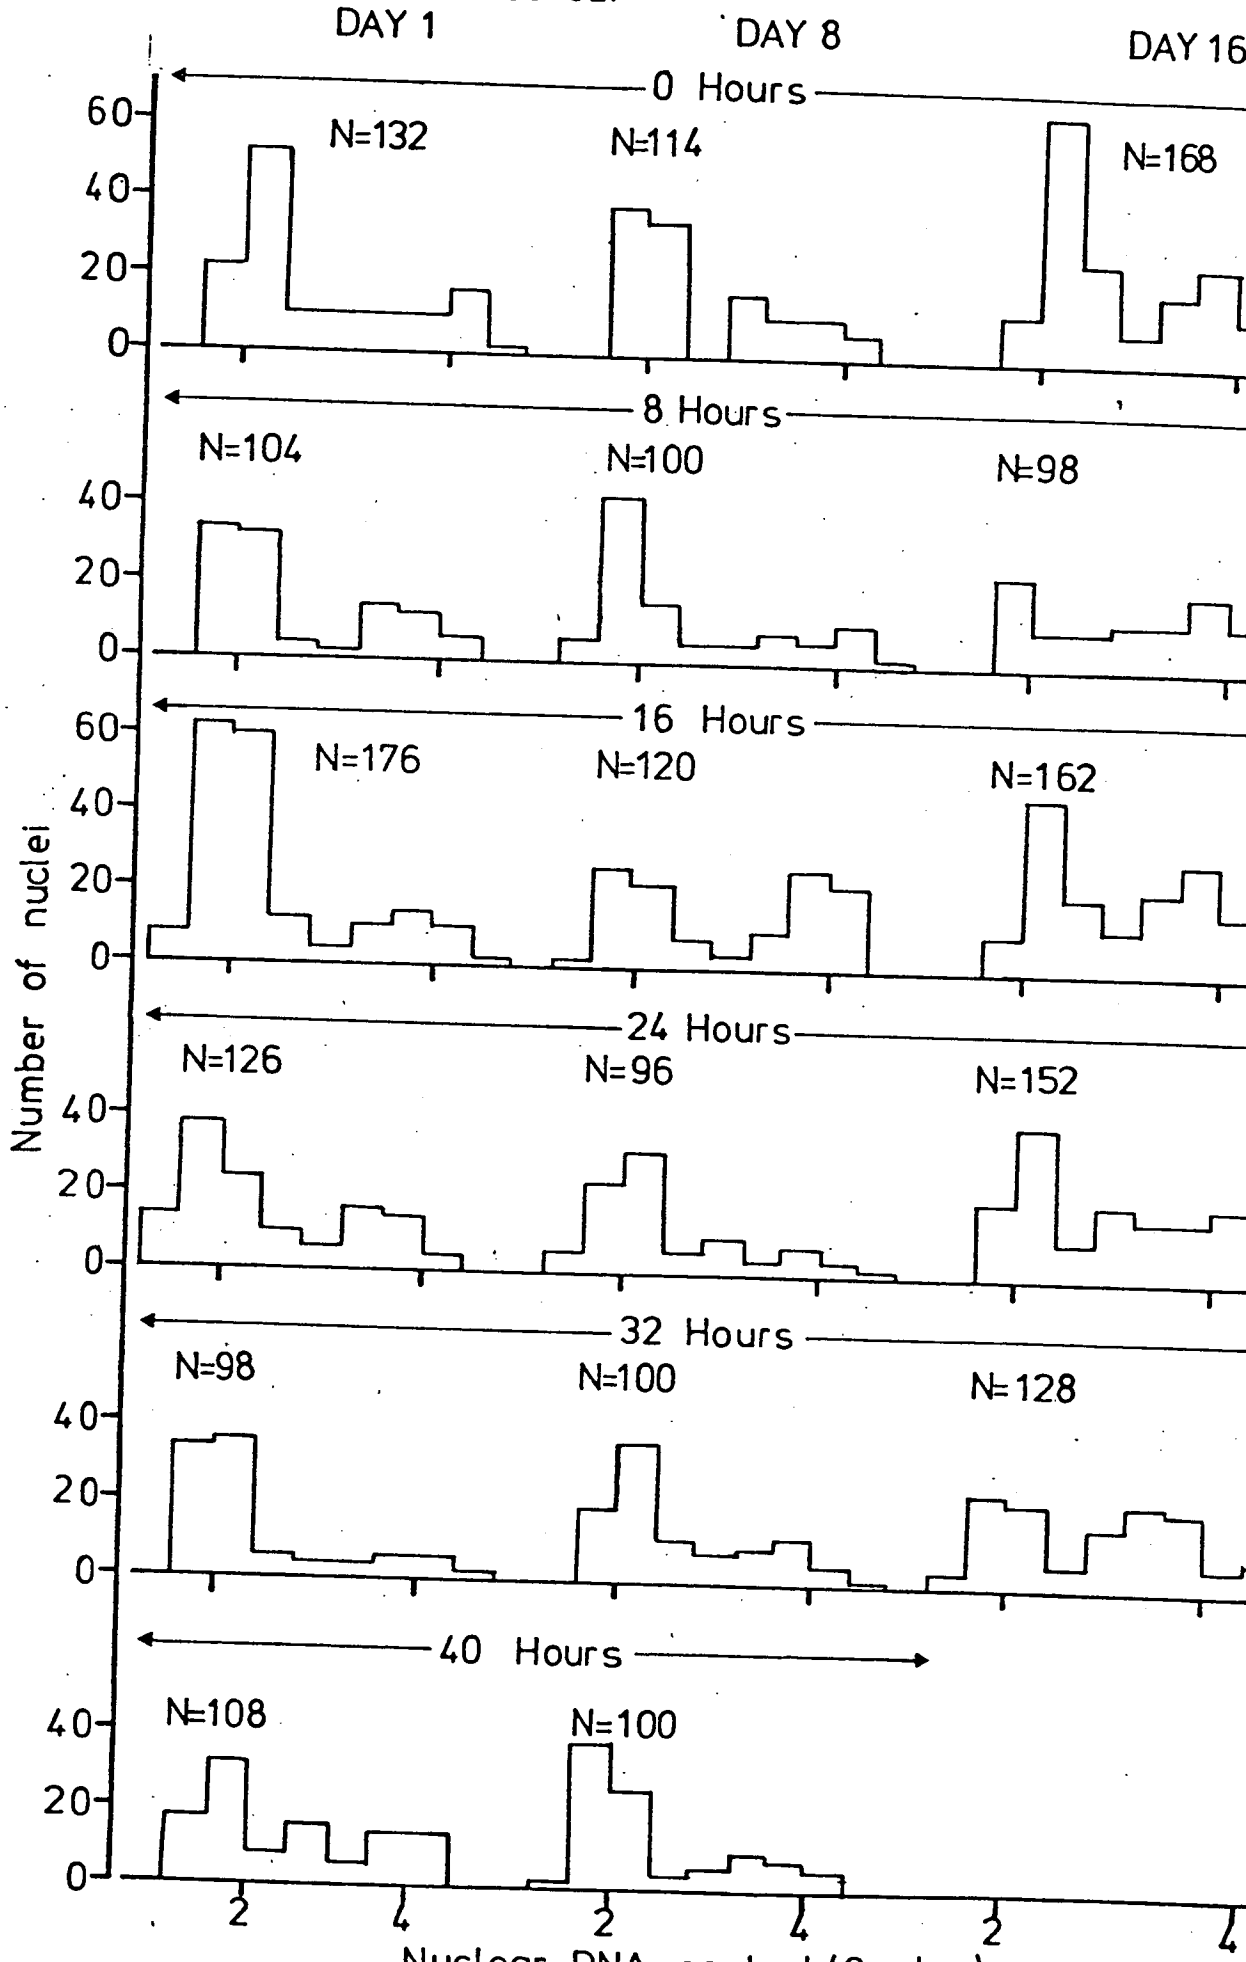 DAY 1 DAY 8 DAY 16
0 Hours
60
N=132 N=114 N=168
40
20
0
8 Hours
N=104 N=100 N=98
40
20
0
16 Hours
60
N=176 N=120 N=162
40
20
0
24 Hours
N=126 N=96 N=152
40
20
0
Number of nuclei
32 Hours
N=98 N=100 N=128
40
20
0
40 Hours
N=108 N=100
40
20
0
2 4 2 4 2 4
Nuclear DNA